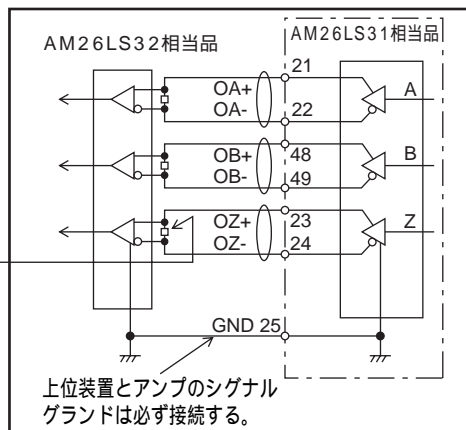 AM26LS32相当品
AM26LS31相当品
OA+ 21
OA- 22
A
OB+ 48
OB- 49
B
OZ+ 23
OZ- 24
Z
GND 25
上位装置とアンプのシグナル
グランドは必ず接続する。